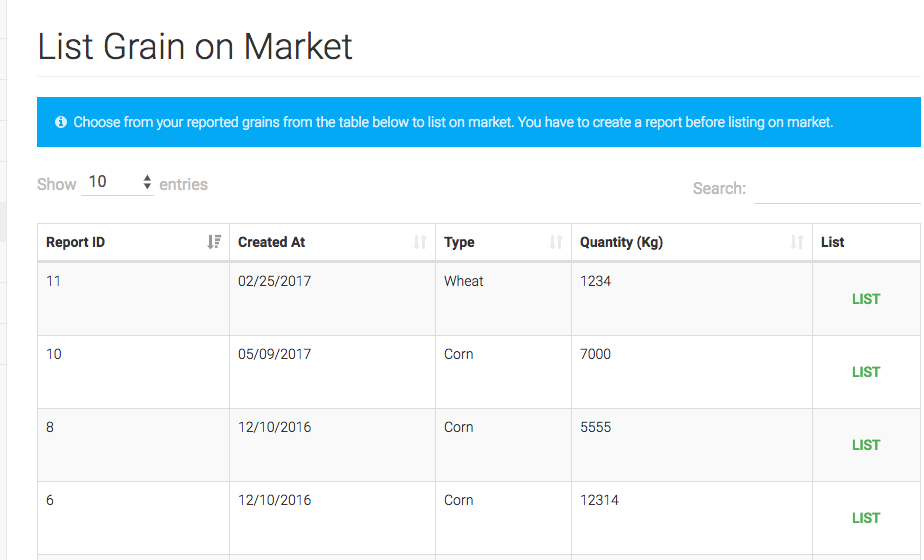 List Grain on Market
Choose from your reported grains from the table below to list on market. You have to create a report before listing on market.
Show 10 entries
Search:
Report ID Created At Type Quantity (Kg) List
11 02/25/2017 Wheat 1234 LIST
10 05/09/2017 Corn 7000 LIST
8 12/10/2016 Corn 5555 LIST
6 12/10/2016 Corn 12314 LIST